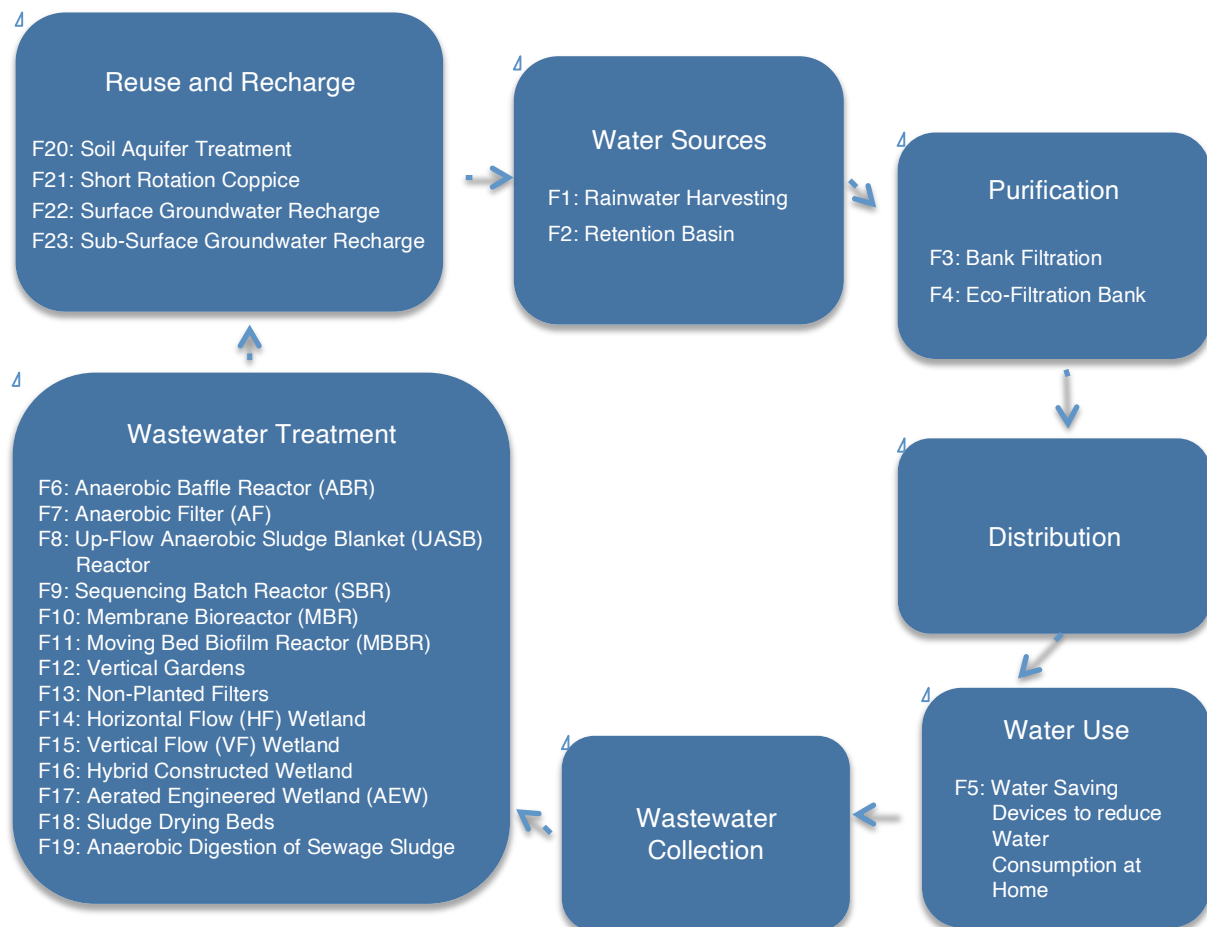 Reuse and Recharge
F20: Soil Aquifer Treatment
F21: Short Rotation Coppice
F22: Surface Groundwater Recharge
F23: Sub-Surface Groundwater Recharge
Water Sources
F1: Rainwater Harvesting
F2: Retention Basin
Purification
F3: Bank Filtration
F4: Eco-Filtration Bank
Distribution
Water Use
F5: Water Saving
Devices to reduce
Water
Consumption at
Home
Wastewater
Collection
Wastewater Treatment
F6: Anaerobic Baffle Reactor (ABR)
F7: Anaerobic Filter (AF)
F8: Up-Flow Anaerobic Sludge Blanket (UASB)
Reactor
F9: Sequencing Batch Reactor (SBR)
F10: Membrane Bioreactor (MBR)
F11: Moving Bed Biofilm Reactor (MBBR)
F12: Vertical Gardens
F13: Non-Planted Filters
F14: Horizontal Flow (HF) Wetland
F15: Vertical Flow (VF) Wetland
F16: Hybrid Constructed Wetland
F17: Aerated Engineered Wetland (AEW)
F18: Sludge Drying Beds
F19: Anaerobic Digestion of Sewage Sludge